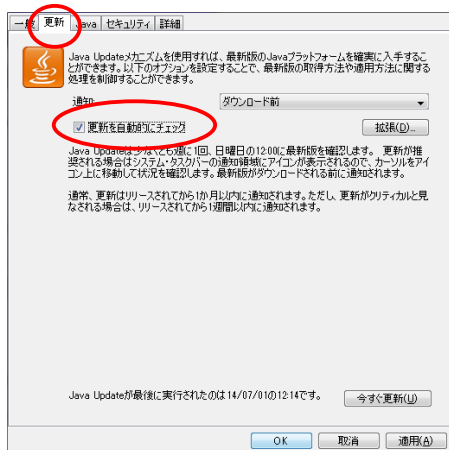 一般 更新 Java セキュリティ 詳細
Java Updateメカニズムを使用すれば、最新版のJavaプラットフォームを確実に入手するこ
とができます。以下のオプションを設定することで、最新版の取得方法や適用方法に関する
処理を制御することができます。
通知: ダウンロード前
更新を自動的にチェック 拡張(D)...
Java Updateは少なくとも週に1回、日曜日の12:00に最新版を確認します。 更新が推
奨される場合はシステム・タスクバーの通知領域にアイコンが表示されるので、カーソルをアイ
コン上に移動して状況を確認します。最新版がダウンロードされる前に通知されます。
通常、更新はリリースされてから1か月以内に通知されます。ただし、更新がクリティカルと見
なされる場合は、リリースされてから1週間以内に通知されます。
Java Updateが最後に実行されたのは14/07/01の12:14です。 今すぐ更新(U)
OK 取消 適用(A)